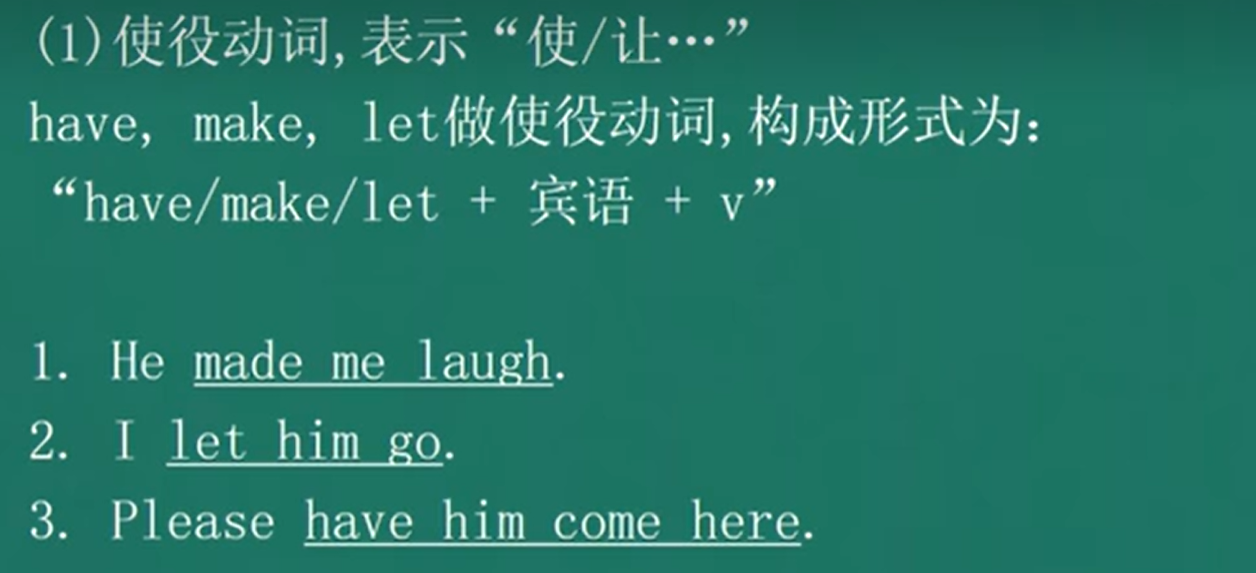 (1)使役动词,表示“使/让…”
have, make, let做使役动词,构成形式为:
“have/make/let + 宾语 + v”
1. He made me laugh.
2. I let him go.
3. Please have him come here.